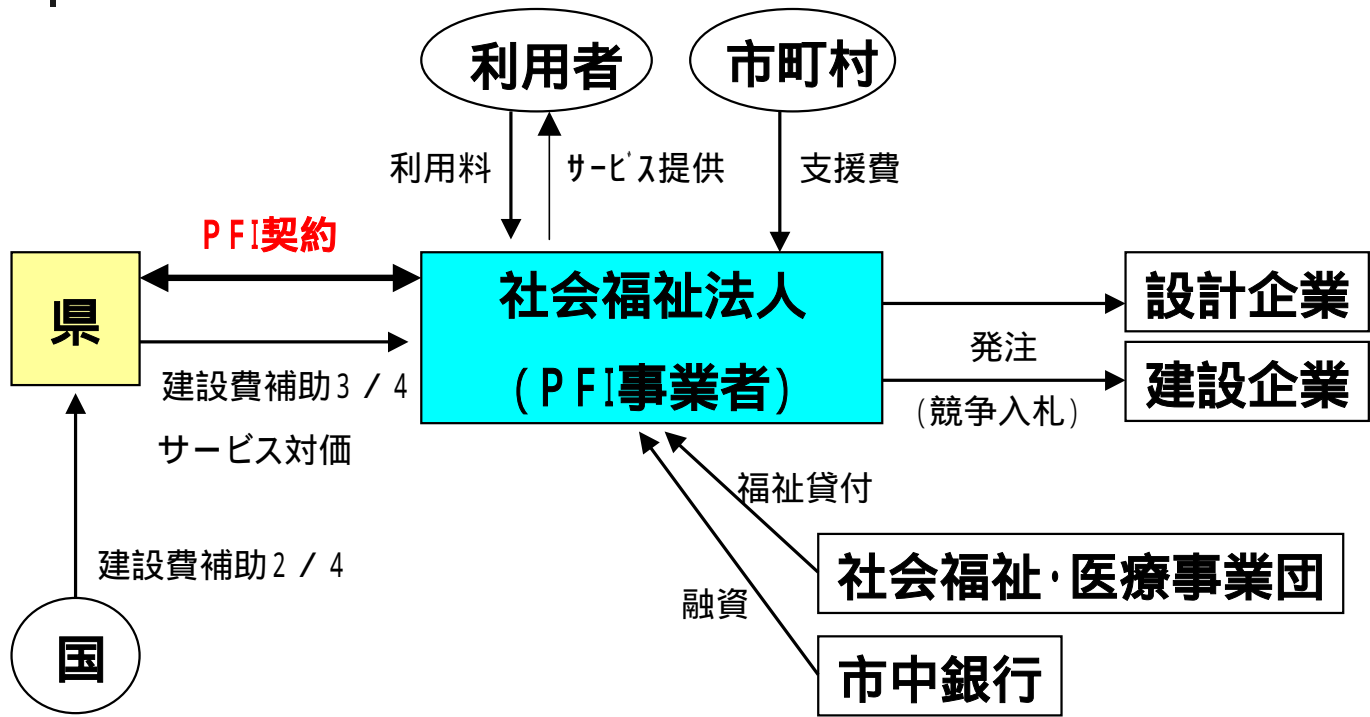 利用者
市町村
利用料
サービス提供
支援費
PFI契約
県
社会福祉法人
(PFI事業者)
設計企業
発注
建設企業
(競争入札)
建設費補助3/4
サービス対価
福祉貸付
建設費補助2/4
社会福祉・医療事業団
融資
国
市中銀行